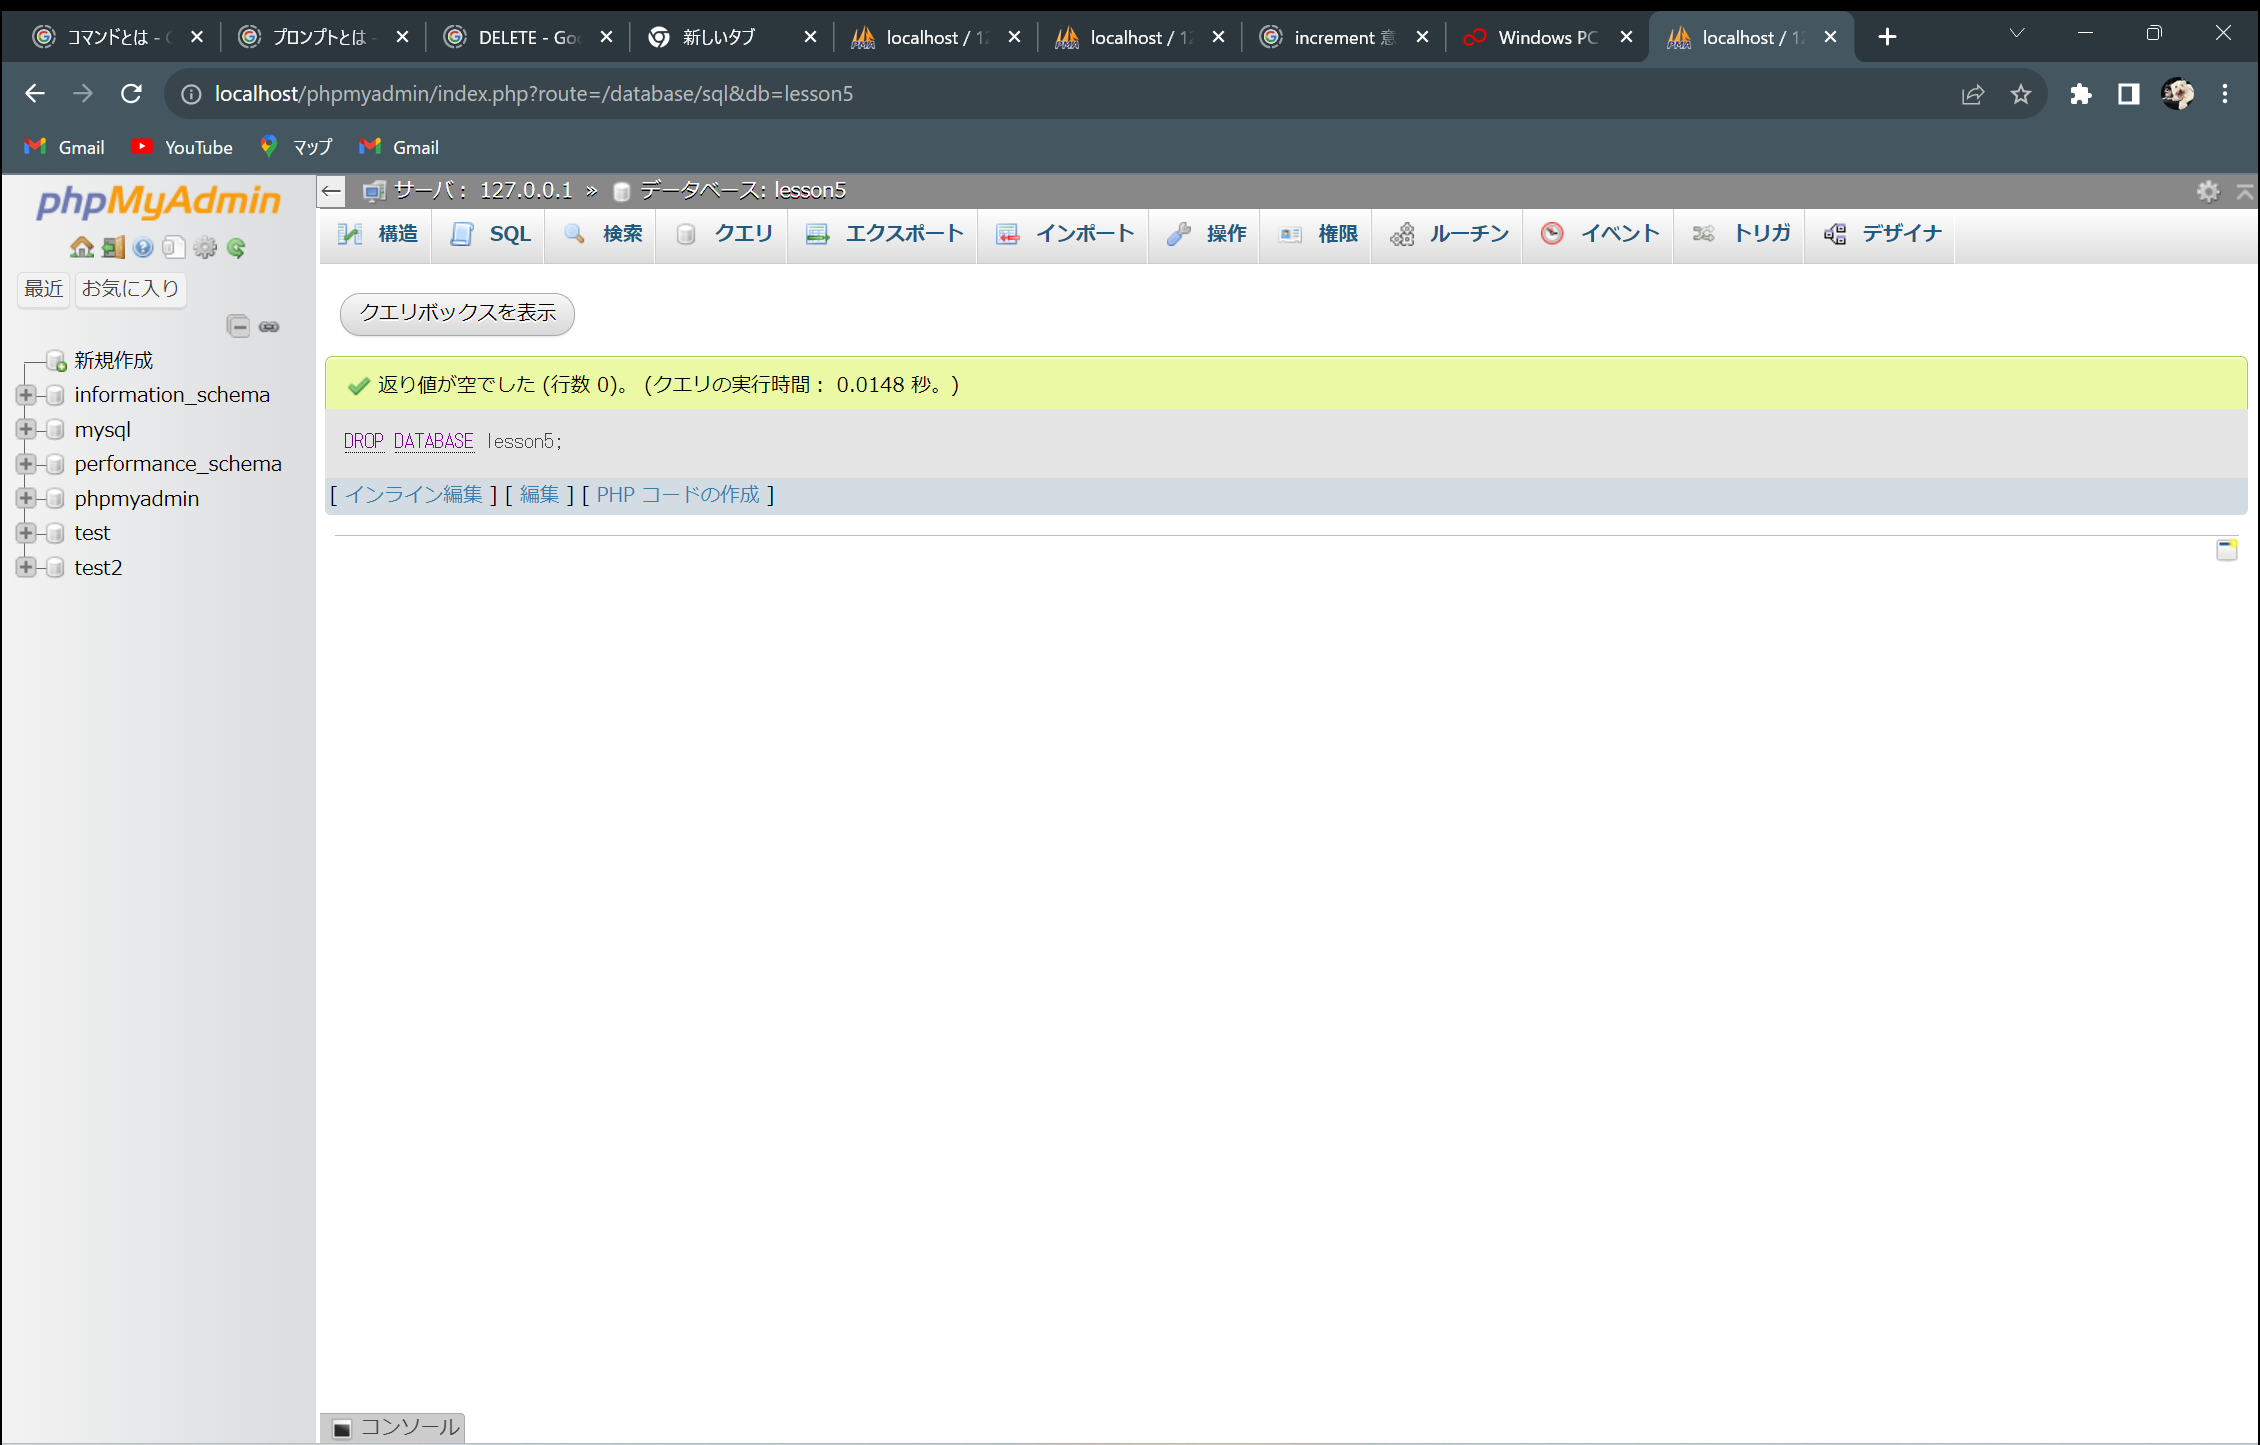 コマンドとは - G
プロンプトとは -
DELETE - Goo
新しいタブ
localhost / 12
localhost / 12
increment 意
Windows PC
localhost / 12
localhost/phpmyadmin/index.php?route=/database/sql&db=lesson5
Gmail
YouTube
マップ
Gmail
phpMyAdmin
サーバ： 127.0.0.1 » データベース: lesson5
構造
SQL
検索
クエリ
エクスポート
インポート
操作
権限
ルーチン
イベント
トリガ
デザイナ
最近
お気に入り
新規作成
information_schema
mysql
performance_schema
phpmyadmin
test
test2
クエリボックスを表示
返り値が空でした (行数 0)。 (クエリの実行時間： 0.0148 秒。)
DROP DATABASE lesson5;
[ インライン編集 ] [ 編集 ] [ PHP コードの作成 ]
コンソール